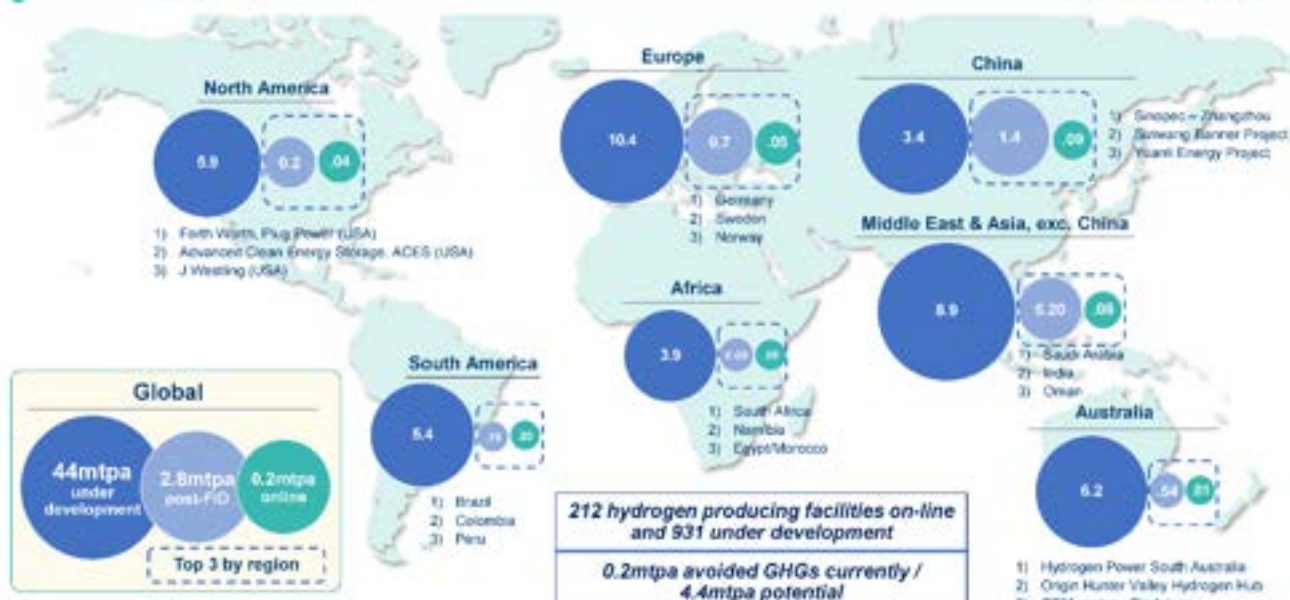 North America
5.9
0.2
.04
1) Forth Worth, Plug Power (USA)
2) Advanced Clean Energy Storage, ACES (USA)
3) J Westling (USA)
Europe
10.4
0.7
.05
1) Germany
2) Sweden
3) Norway
China
3.4
1.4
.09
1) Sinopec – Zhangzhou
2) Banner Project
3) Energy Project
Middle East & Asia, exc. China
8.9
1) Saudi Arabia
2) India
3) Oman
Africa
3.9
1) South Africa
2) Namibia
3) Egypt/Morocco
South America
5.4
1) Brazil
2) Colombia
3) Peru
Australia
6.2
.54
1) Hydrogen Power South Australia
2) Origin Hunter Valley Hydrogen Hub
Global
44mtpa
under
development
2.8mtpa
post-FID
0.2mtpa
online
Top 3 by region
212 hydrogen producing facilities on-line
and 931 under development
0.2mtpa avoided GHGs currently /
4.4mtpa potential